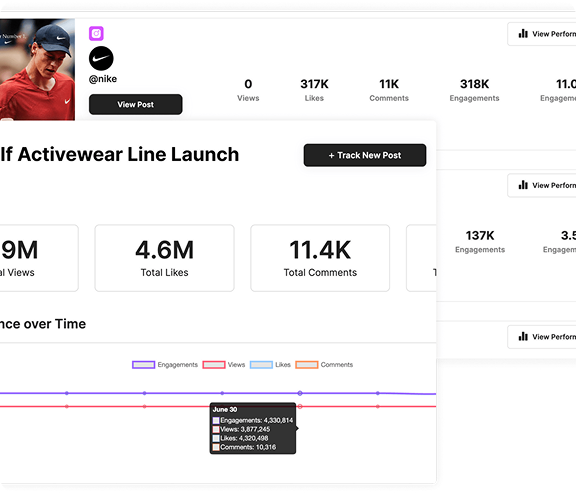 @nike
View Post
0
Views
317K
Likes
11K
Comments
318K
Engagements
11.0
Engageme
View Perform
lf Activewear Line Launch
+ Track New Post
View Perform
137K
Engagements
3.5
Engagem
9M
al Views
4.6M
Total Likes
11.4K
Total Comments
T
nce over Time
View Perform
Engagements
Views
Likes
Comments
June 30
Engagements: 4,330,814
Views: 3,877,245
Likes: 4,320,498
Comments: 10,316